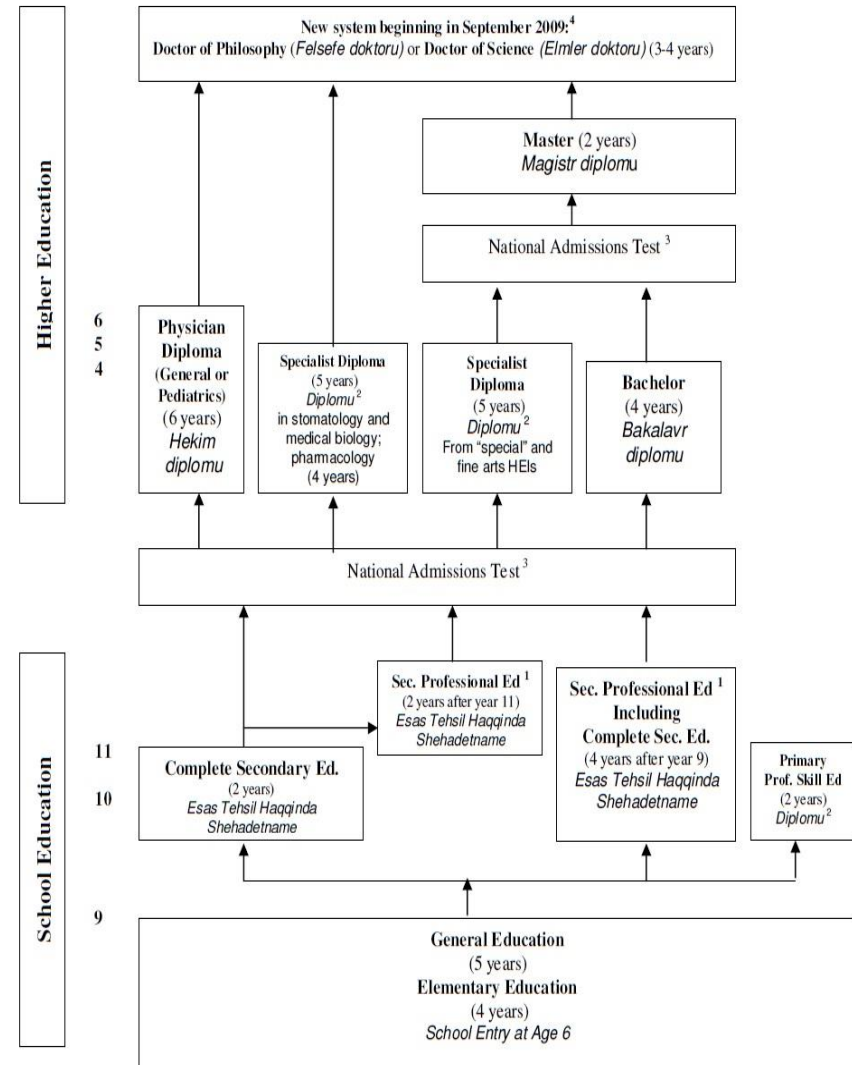 New system beginning in September 2009:4
Doctor of Philosophy (Felsefe doktoru) or Doctor of Science (Elmler doktoru) (3-4 years)
Master (2 years)
Magistr diplomu
National Admissions Test 3
Higher Education
6
5
4
Physician
Diploma
(General or
Pediatrics)
(6 years)
Hekim
diplomu
Specialist Diploma
(5 years)
Diplomu 2
in stomatology and
medical biology;
pharmacology
(4 years)
Specialist
Diploma
(5 years)
Diplomu 2
From “special” and
fine arts HEIs
Bachelor
(4 years)
Bakalavr
diplomu
National Admissions Test 3
School Education
11
10
9
Complete Secondary Ed.
(2 years)
Esas Tehsil Haqqinda
Shehadetname
Sec. Professional Ed 1
(2 years after year 11)
Esas Tehsil Haqqinda
Shehadetname
Sec. Professional Ed 1
Including
Complete Sec. Ed.
(4 years after year 9)
Esas Tehsil Haqqinda
Shehadetname
Primary
Prof. Skill Ed
(2 years)
Diplomu 2
General Education
(5 years)
Elementary Education
(4 years)
School Entry at Age 6